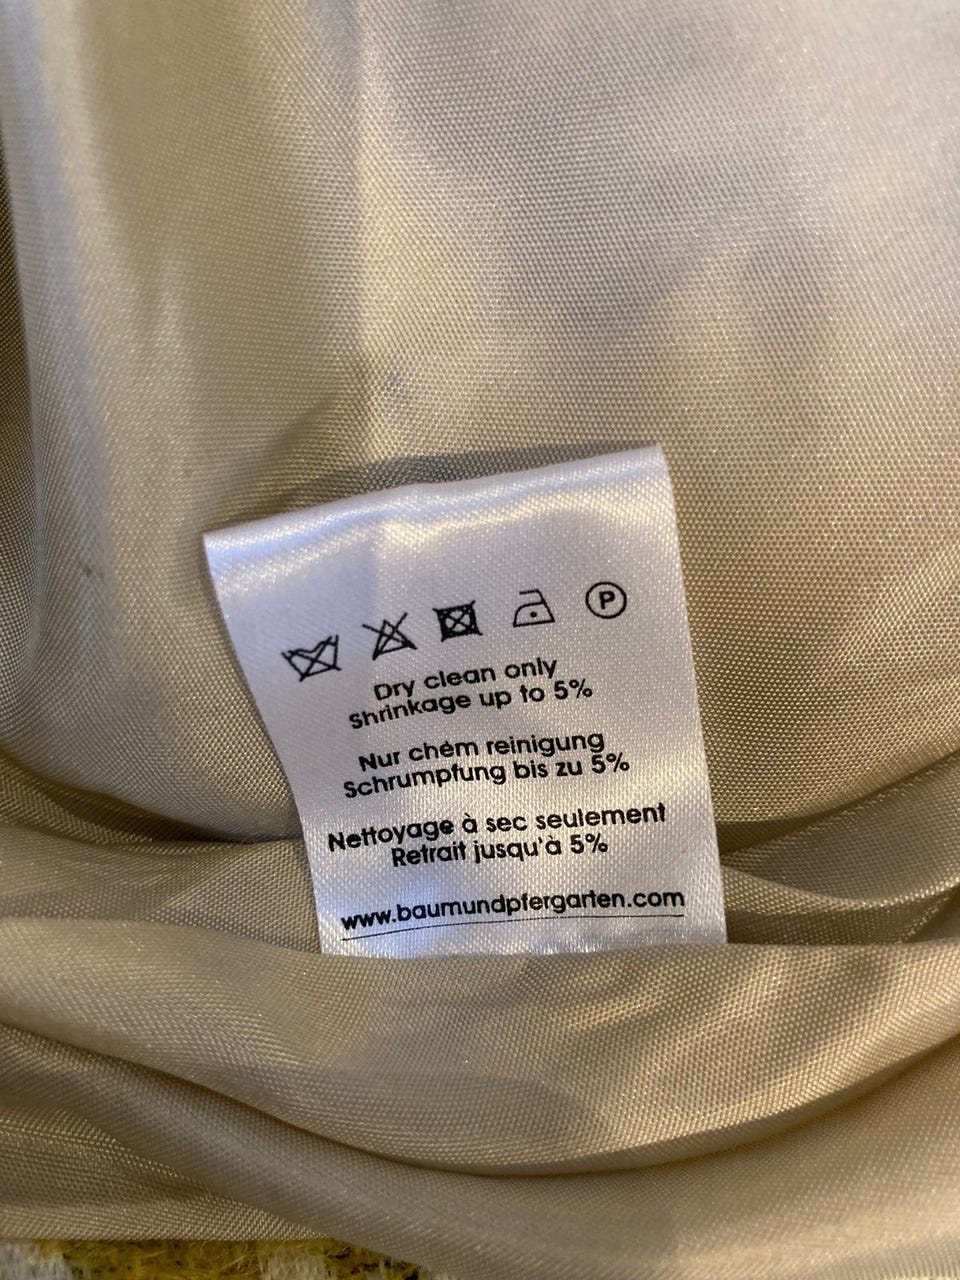 P
Dry clean only
Shrinkage up to 5%
Nur chem reinigung
Schrumpfung bis zu 5%
Nettoyage à sec seulement
Retrait jusqu'à 5%
www.baumundpfergarten.com